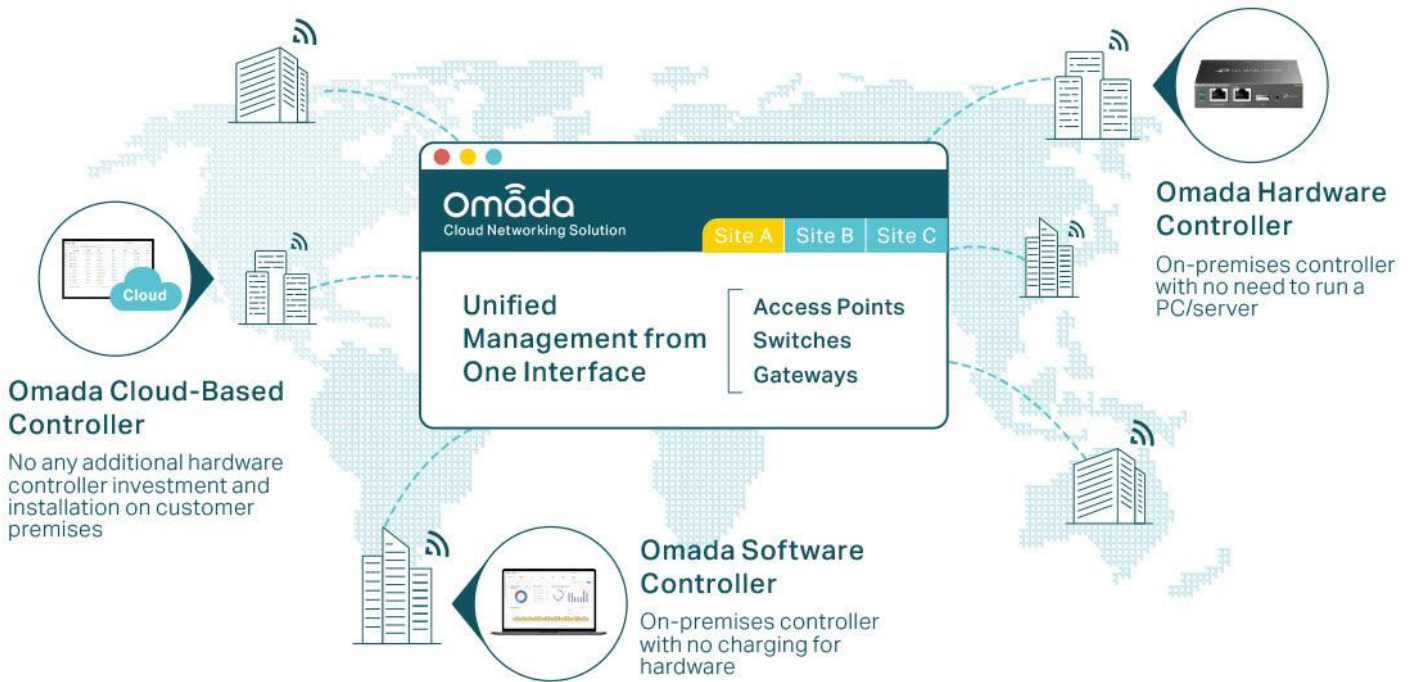 Omada
Cloud Networking Solution
Site A
Site B
Site C
Unified
Management from
One Interface
Access Points
Switches
Gateways
Omada Hardware
Controller
On-premises controller
with no need to run a
PC/server
Cloud
Omada Cloud-Based
Controller
No any additional hardware
controller investment and
installation on customer
premises
Omada Software
Controller
On-premises controller
with no charging for
hardware